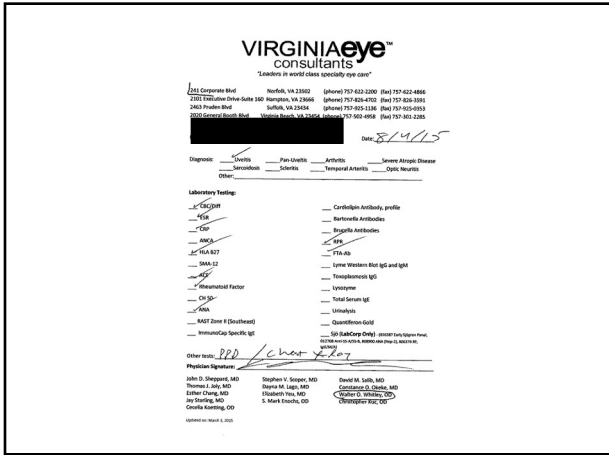 VIRGINIAeye™
consultants
"Leaders in world class specialty eye care"
241 Corporate Blvd Norfolk, VA 23502 (phone) 757-622-2200 (fax) 757-622-4866
2101 Executive Drive-Suite 160 Hampton, VA 23666 (phone) 757-826-4702 (fax) 757-826-3591
2463 Pruden Blvd Suffolk, VA 23434 (phone) 757-925-1136 (fax) 757-925-0353
2020 General Booth Blvd Virginia Beach, VA 23454 (phone) 757-502-4958 (fax) 757-301-2285
Date: 8/4/15
Diagnosis: Uveitis Pan-Uveitis Arthritis Severe Atropic Disease
Sarcoidosis Scleritis Temporal Arteritis Optic Neuritis
Other:
Laboratory Testing:
CBC/Diff Cardiolipin Antibody, profile
ESR Bartonella Antibodies
CRP Brucella Antibodies
ANCA RPR
HLA B27 FTA-Ab
SMA-12 Lyme Western Blot IgG and IgM
ACE Toxoplasmosis IgG
Rheumatoid Factor Lysozyme
CH 50 Total Serum IgE
ANA Urinalysis
RAST Zone II (Southeast) Quantiferon Gold
ImmunoCap Specific IgE Sjö (LabCorp Only) - Early Sjögren Panel,
Other tests: PPD / Chest X-Ray
Physician Signature:
John D. Sheppard, MD Stephen V. Scoper, MD David M. Salib, MD
Thomas J. Joly, MD Dayna M. Lago, MD Constance O. Okeke, MD
Esther Chang, MD Elizabeth Yeu, MD Walter O. Whitley, OD
Jay Starling, MD S. Mark Enochs, OD Christopher Kuc, OD
Cecelia Koetting, OD
Updated on: March 3, 2015